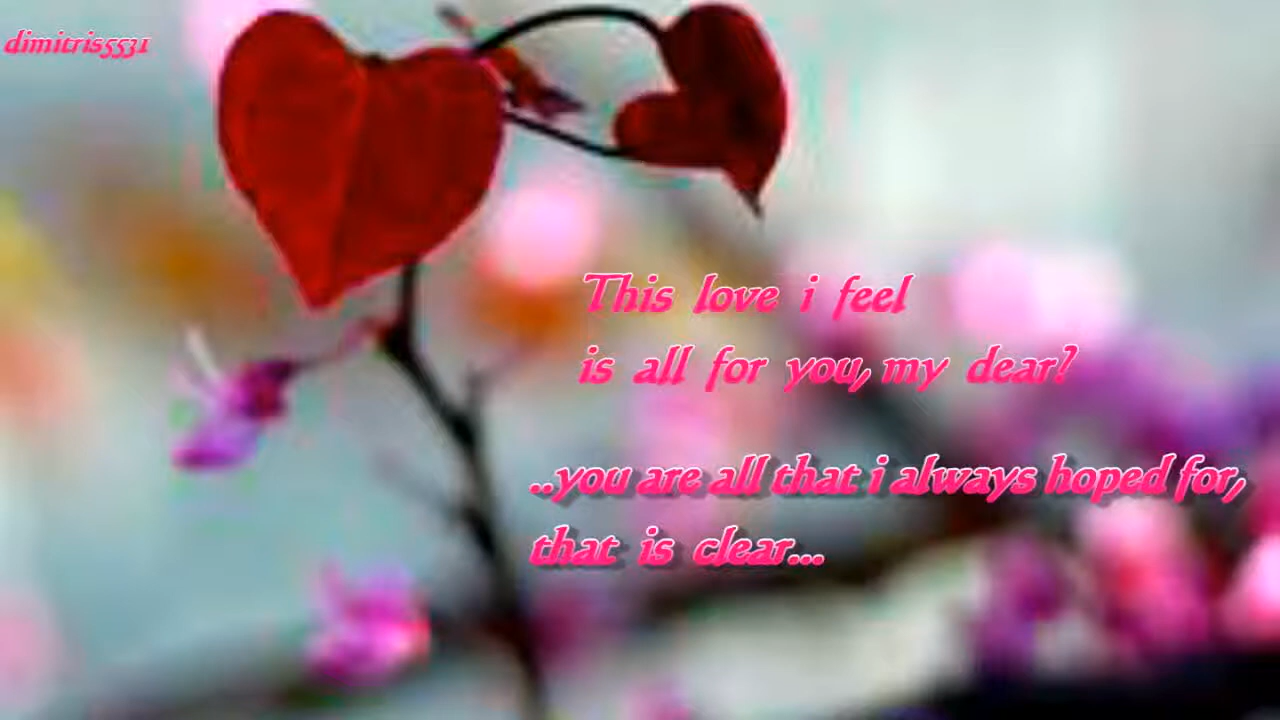 dimitris5531
This love i feel
is all for you, my dear?
..you are all that i always hoped for,
that is clear...